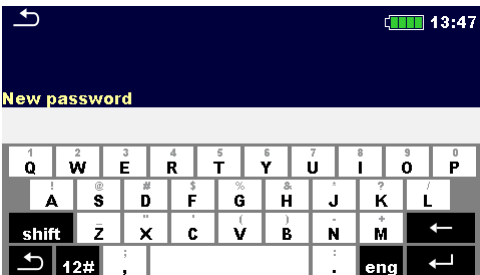 13:47
New password
1 2 3 4 5 6 7 8 9 0
Q W E R T Y U I O P
! @ # $ % & * ? /
A S D F G H J K L
_ " ' ( ) - +
shift Z X C V B N M
; :
12# , . eng